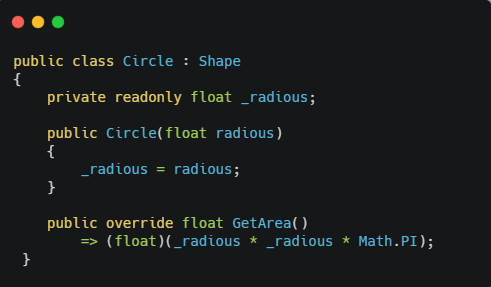 public class Circle : Shape
{
    private readonly float _radious;

    public Circle(float radious)
    {
        _radious = radious;
    }

    public override float GetArea()
        => (float)(_radious * _radious * Math.PI);
 }